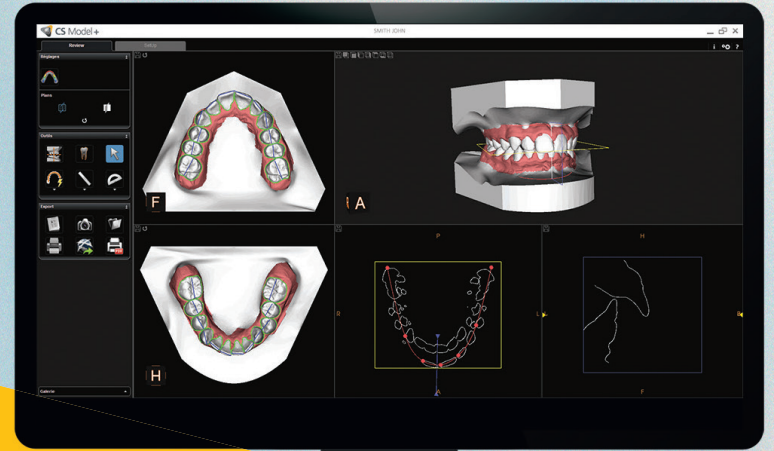 CS Model+
SMITH JOHN
Review
Setup
i
?
Réglages
Plans
Outils
Export
Galerie
F
A
H
P
R
L
A
H
R
F